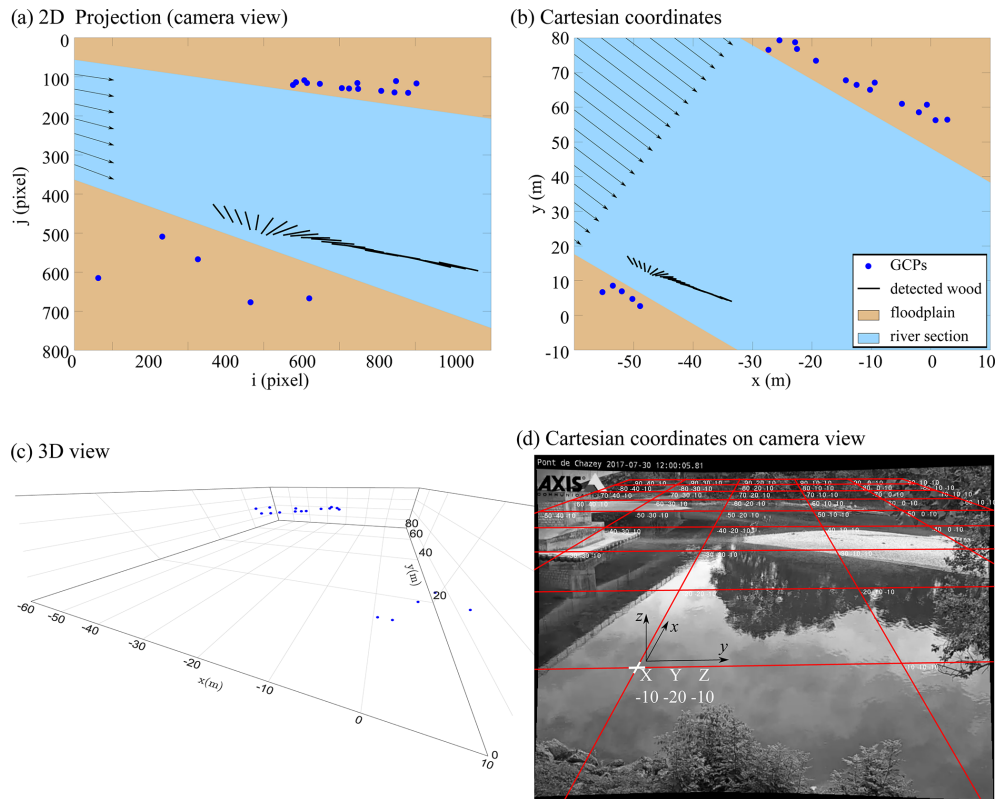 (a) 2D Projection (camera view)
0
100
200
300
400
500
600
700
800
j (pixel)
0
200
400
600
800
1000
i (pixel)
(b) Cartesian coordinates
80
70
60
50
40
30
20
10
0
-10
y (m)
-50
-40
-30
-20
-10
0
10
x (m)
GCPs
detected wood
floodplain
river section
(c) 3D view
80
60
40
20
0
y(m)
-60
-50
-40
-30
-20
-10
0
10
x(m)
(d) Cartesian coordinates on camera view
Pont de Chazey 2017-07-30 12:00:05.81
AXIS
COMMUNICATIONS
z
x
y
X Y Z
-10 -20 -10